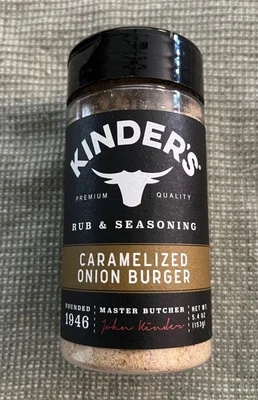 KINDER'S®
PREMIUM QUALITY
RUB & SEASONING
CARAMELIZED
ONION BURGER
FOUNDED
1946
MASTER BUTCHER
John Kinder
NET WT.
5.4 OZ
(153g)